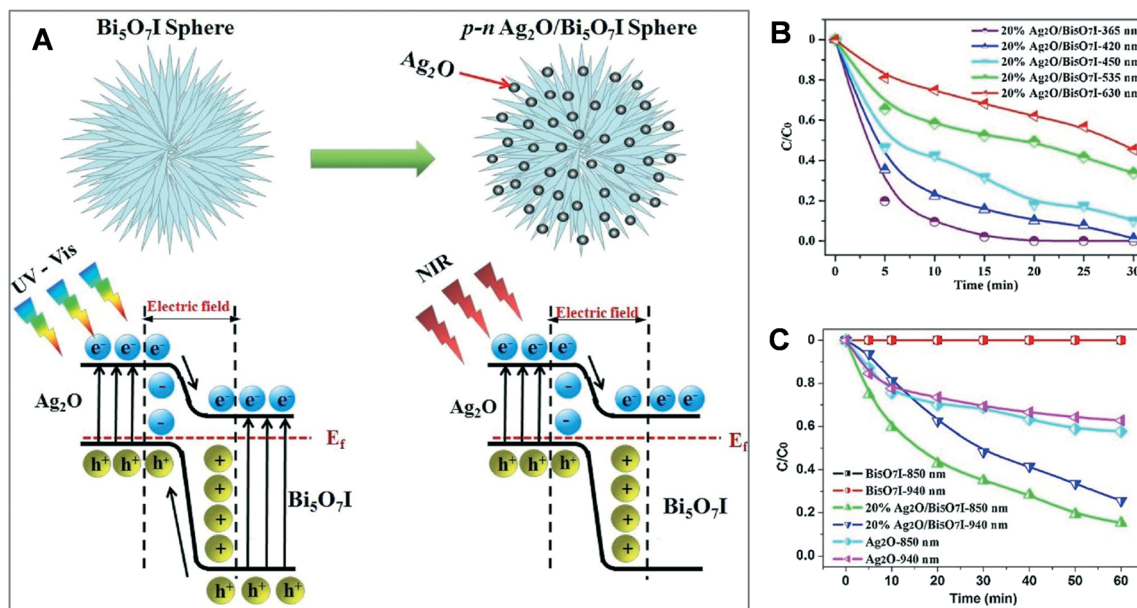 A
Bi₅O₇I Sphere
p-n Ag₂O/Bi₅O₇I Sphere
Ag₂O
UV - Vis
Electric field
e⁻ e⁻ e⁻
-
e⁻ e⁻ e⁻
Ag₂O
-
E_f
h⁺ h⁺ h⁺
+
+
+
+
Bi₅O₇I
h⁺ h⁺ h⁺
NIR
Electric field
e⁻ e⁻ e⁻
-
e⁻ e⁻ e⁻
Ag₂O
-
E_f
h⁺ h⁺ h⁺
+
+
+
+
Bi₅O₇I
B
20% Ag₂O/Bi5O7I-365 nm
20% Ag₂O/Bi5O7I-420 nm
20% Ag₂O/Bi5O7I-450 nm
20% Ag₂O/Bi5O7I-535 nm
20% Ag₂O/Bi5O7I-630 nm
C/C₀
1
0.8
0.6
0.4
0.2
0.0
0 5 10 15 20 25 30
Time (min)
C
C/C₀
1
0.8
0.6
0.4
0.2
0.0
Bi5O7I-850 nm
Bi5O7I-940 nm
20% Ag2O/Bi5O7I-850 nm
20% Ag2O/Bi5O7I-940 nm
Ag2O-850 nm
Ag2O-940 nm
0 10 20 30 40 50 60
Time (min)